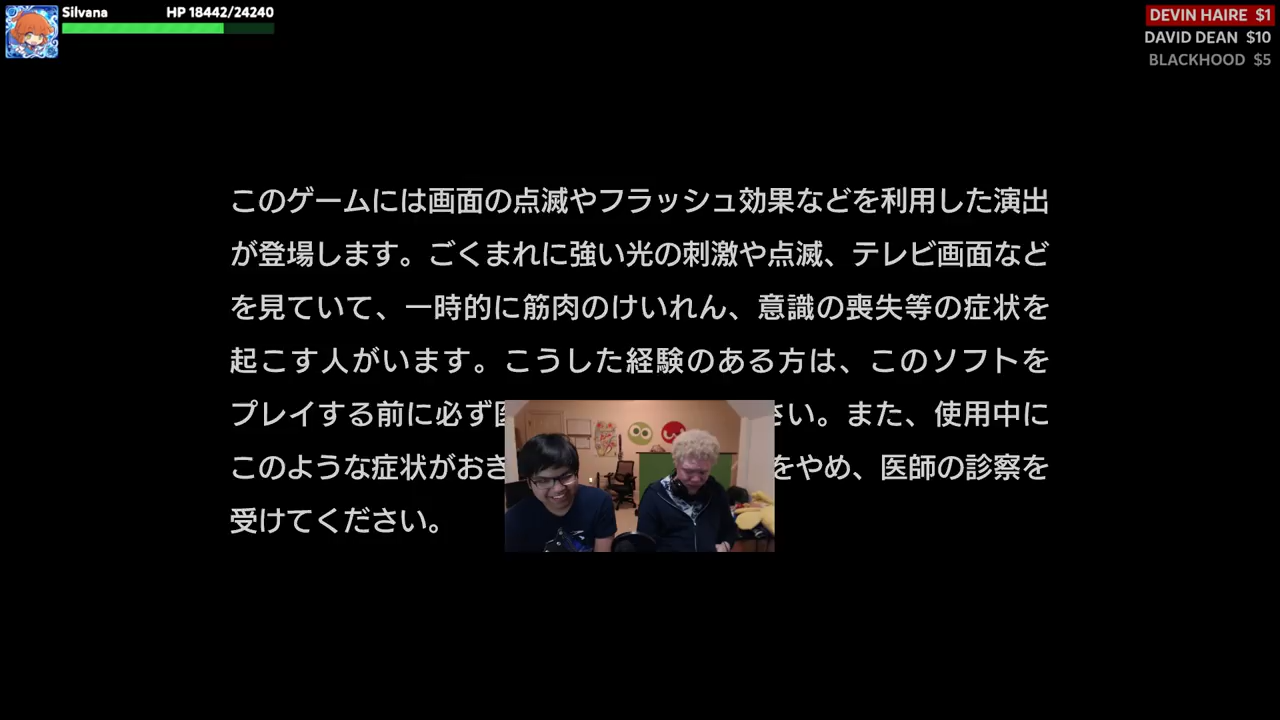 Silvana
HP 18442/24240
DEVIN HAIRE $1
DAVID DEAN $10
BLACKHOOD $5
このゲームには画面の点滅やフラッシュ効果などを利用した演出
が登場します。ごくまれに強い光の刺激や点滅、テレビ画面など
を見ていて、一時的に筋肉のけいれん、意識の喪失等の症状を
起こす人がいます。こうした経験のある方は、このソフトを
プレイする前に必ず さい。また、使用中に
このような症状がおき をやめ、医師の診察を
受けてください。